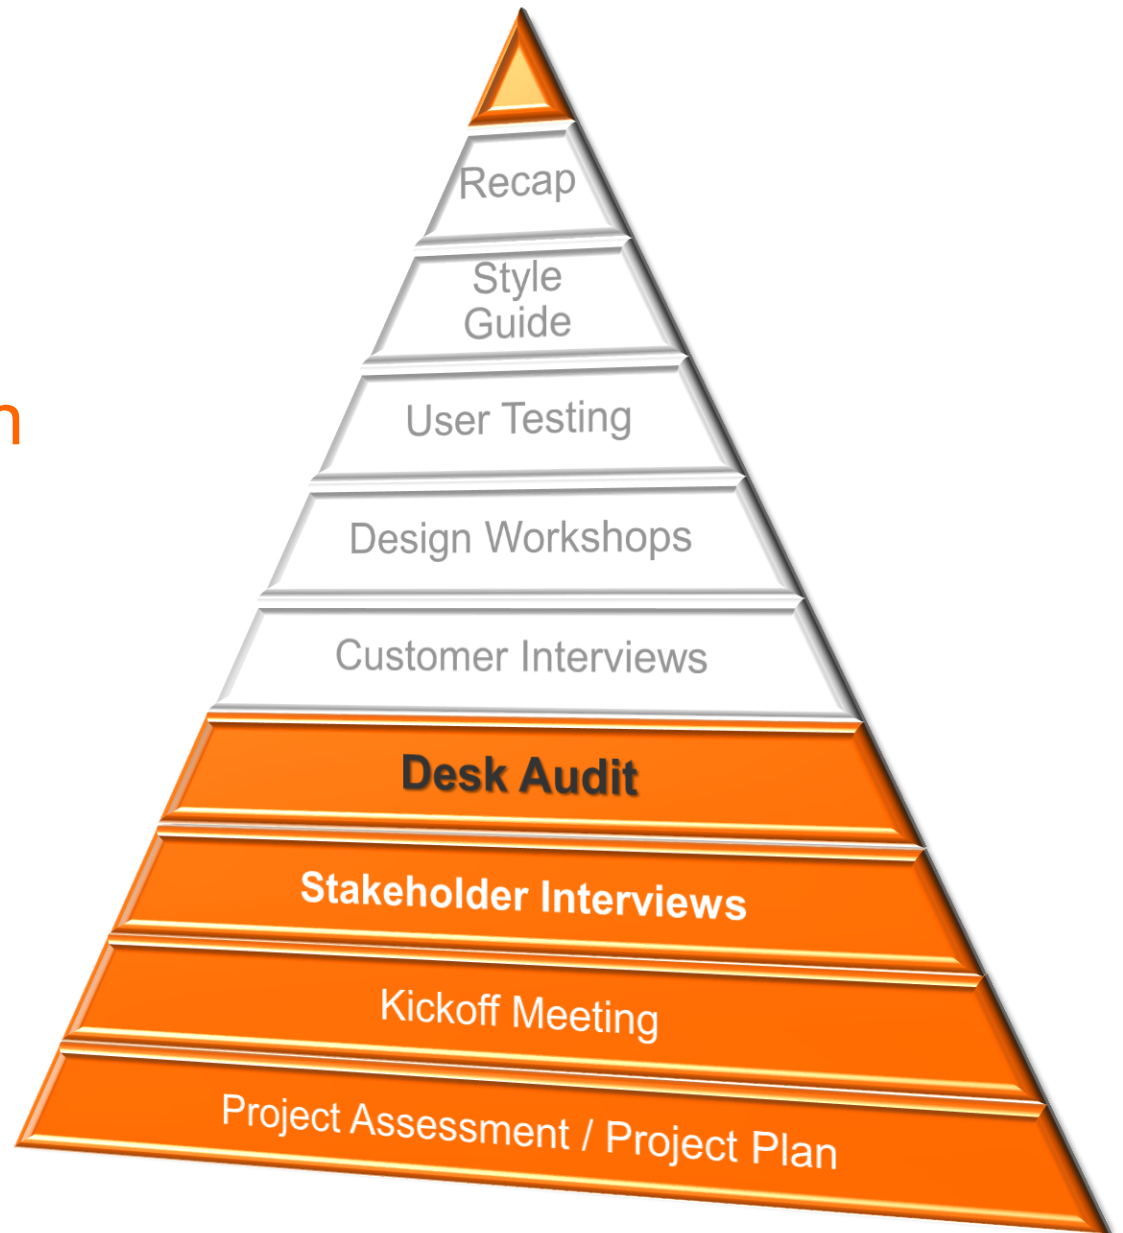 Recap
Style
Guide
n
User Testing
Design Workshops
Customer Interviews
Desk Audit
Stakeholder Interviews
Kickoff Meeting
Project Assessment / Project Plan